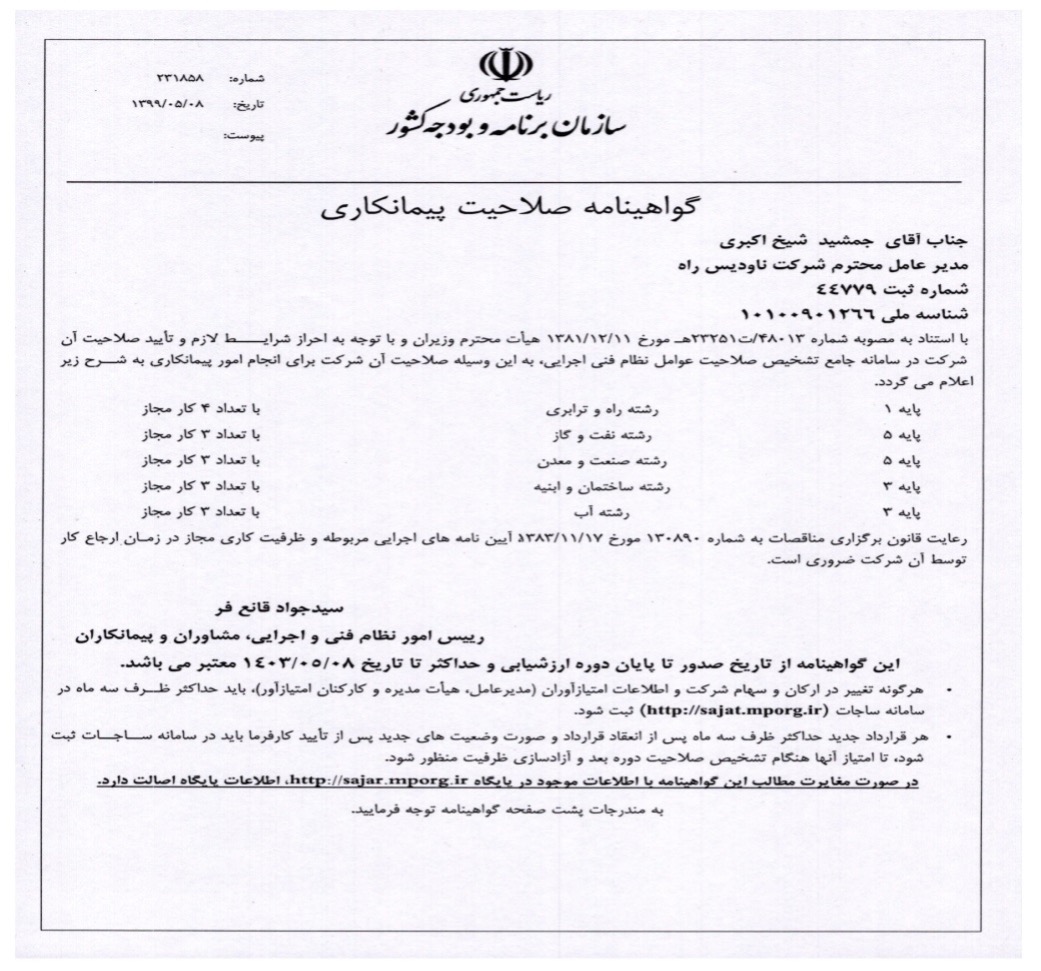 ریاست جمهوری
سازمان برنامه و بودجه کشور
شماره: ۲۳۱۸۵۸
تاریخ: ۱۳۹۹/۰۵/۰۸
پیوست:
گواهینامه صلاحیت پیمانکاری
جناب آقای جمشید شیخ اکبری
مدیر عامل محترم شرکت ناودیس راه
شماره ثبت ٤٤٧٧٩
شناسه ملی ١٠١٠٠٩٠١٢٦٦
با استناد به مصوبه شماره ۴۸۰۱۳/ت۲۳۲۵۱هـ مورخ ۱۳۸۱/۱۲/۱۱ هیأت محترم وزیران و با توجه به احراز شرایط لازم و تأیید صلاحیت آن
شرکت در سامانه جامع تشخیص صلاحیت عوامل نظام فنی اجرایی، به این وسیله صلاحیت آن شرکت برای انجام امور پیمانکاری به شرح زیر
اعلام می گردد.
پایه ۱ رشته راه و ترابری با تعداد ۴ کار مجاز
پایه ۵ رشته نفت و گاز با تعداد ۳ کار مجاز
پایه ۵ رشته صنعت و معدن با تعداد ۳ کار مجاز
پایه ۳ رشته ساختمان و ابنیه با تعداد ۳ کار مجاز
پایه ۳ رشته آب با تعداد ۳ کار مجاز
رعایت قانون برگزاری مناقصات به شماره ۱۳۰۸۹۰ مورخ ۱۳۸۳/۱۱/۱۷ آیین نامه های اجرایی مربوطه و ظرفیت کاری مجاز در زمان ارجاع کار
توسط آن شرکت ضروری است.
سیدجواد قانع فر
رییس امور نظام فنی و اجرایی، مشاوران و پیمانکاران
این گواهینامه از تاریخ صدور تا پایان دوره ارزشیابی و حداکثر تا تاریخ ١٤٠٣/٠٥/٠٨ معتبر می باشد.
• هرگونه تغییر در ارکان و سهام شرکت و اطلاعات امتیازآوران (مدیرعامل، هیأت مدیره و کارکنان امتیازآور)، باید حداکثر ظرف سه ماه در
سامانه ساجات (http://sajat.mporg.ir) ثبت شود.
• هر قرارداد جدید حداکثر ظرف سه ماه پس از انعقاد قرارداد و صورت وضعیت های جدید پس از تأیید کارفرما باید در سامانه ساجات ثبت
شود، تا امتیاز آنها هنگام تشخیص صلاحیت دوره بعد و آزادسازی ظرفیت منظور شود.
در صورت مغایرت مطالب این گواهینامه با اطلاعات موجود در پایگاه http://sajar.mporg.ir، اطلاعات پایگاه اصالت دارد.
به مندرجات پشت صفحه گواهینامه توجه فرمایید.